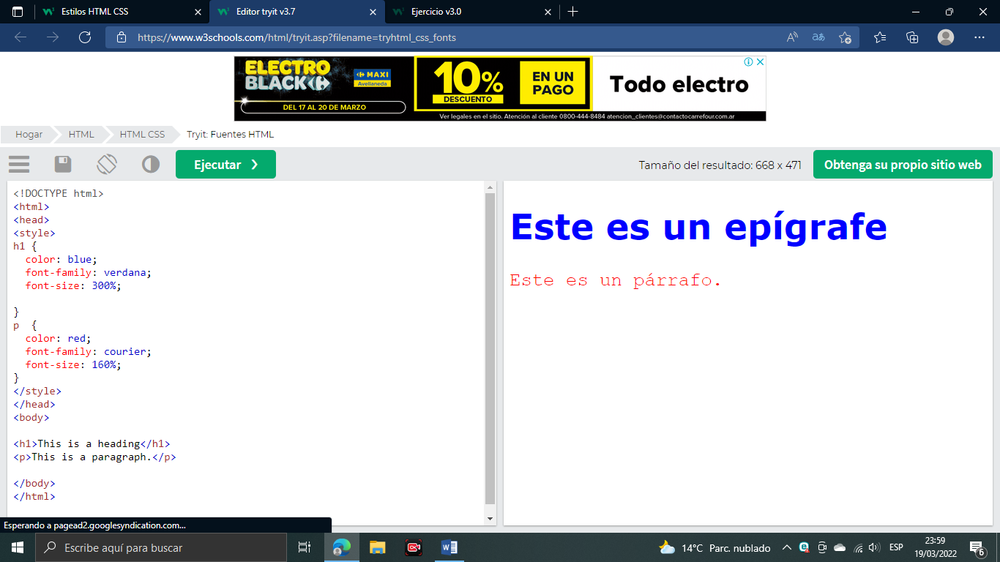 Estilos HTML CSS
Editor tryit v3.7
Ejercicio v3.0
https://www.w3schools.com/html/tryit.asp?filename=tryhtml_css_fonts
ELECTRO
BLACK
MAXI
Avellaneda
DEL 17 AL 20 DE MARZO
10%
DESCUENTO
EN UN
PAGO
Todo electro
Ver legales en el sitio. Atención al cliente 0800-444-8484 atencion_clientes@contactocarrefour.com.ar
Hogar
HTML
HTML CSS
Tryit: Fuentes HTML
Ejecutar ❯
Tamaño del resultado: 668 x 471
Obtenga su propio sitio web
<!DOCTYPE html>
<html>
<head>
<style>
h1 {
  color: blue;
  font-family: verdana;
  font-size: 300%;
}
p  {
  color: red;
  font-family: courier;
  font-size: 160%;
}
</style>
</head>
<body>
<h1>This is a heading</h1>
<p>This is a paragraph.</p>
</body>
</html>
Este es un epígrafe
Este es un párrafo.
Esperando a pagead2.googlesyndication.com...
Escribe aquí para buscar
14°C Parc. nublado
ESP
23:59
19/03/2022
6